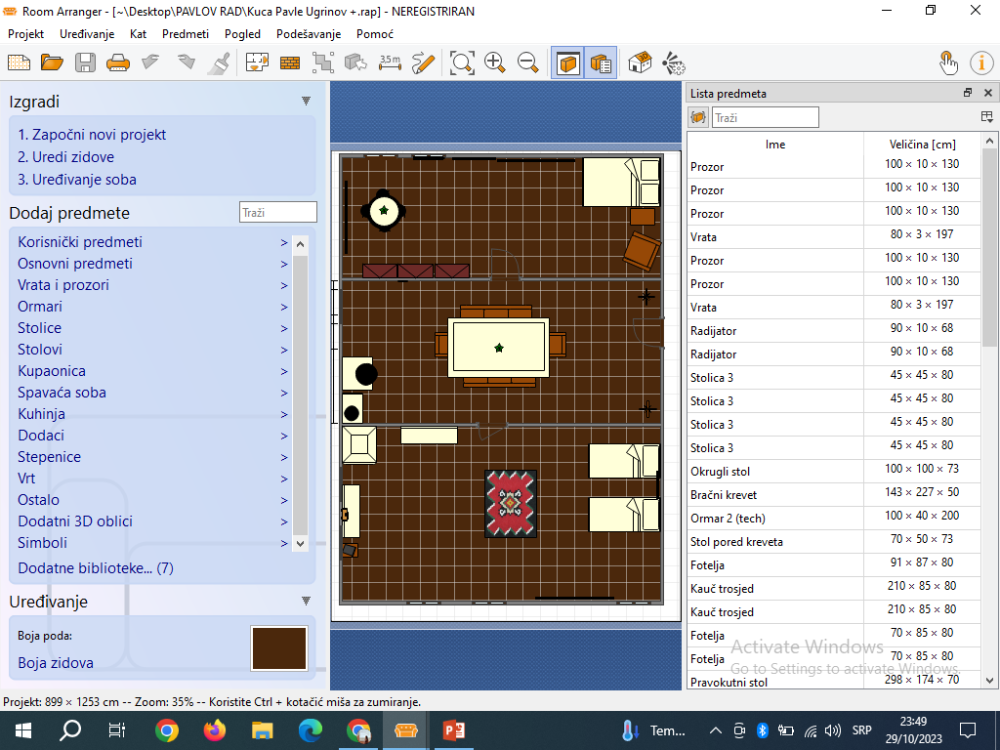 Room Arranger - [~\Desktop\PAVLOV RAD\Kuca Pavle Ugrinov +.rap] - NEREGISTRIRAN
Projekt Uređivanje Kat Predmeti Pogled Podešavanje Pomoć
3,5 m
Izgradi
1. Započni novi projekt
2. Uredi zidove
3. Uređivanje soba
Dodaj predmete Traži
Korisnički predmeti >
Osnovni predmeti >
Vrata i prozori >
Ormari >
Stolice >
Stolovi >
Kupaonica >
Spavaća soba >
Kuhinja >
Dodaci >
Stepenice >
Vrt >
Ostalo >
Dodatni 3D oblici >
Simboli >
Dodatne biblioteke... (7)
Uređivanje
Boja poda:
Boja zidova
Lista predmeta
Traži
Ime Veličina [cm]
Prozor 100 × 10 × 130
Prozor 100 × 10 × 130
Prozor 100 × 10 × 130
Vrata 80 × 3 × 197
Prozor 100 × 10 × 130
Prozor 100 × 10 × 130
Vrata 80 × 3 × 197
Radijator 90 × 10 × 68
Radijator 90 × 10 × 68
Stolica 3 45 × 45 × 80
Stolica 3 45 × 45 × 80
Stolica 3 45 × 45 × 80
Stolica 3 45 × 45 × 80
Okrugli stol 100 × 100 × 73
Bračni krevet 143 × 227 × 50
Ormar 2 (tech) 100 × 40 × 200
Stol pored kreveta 70 × 50 × 73
Fotelja 91 × 87 × 80
Kauč trosjed 210 × 85 × 80
Kauč trosjed 210 × 85 × 80
Fotelja 70 × 85 × 80
Fotelja 70 × 85 × 80
Pravokutni stol 298 × 174 × 70
Activate Windows
Go to Settings to activate Windows.
Projekt: 899 × 1253 cm -- Zoom: 35% -- Koristite Ctrl + kotačić miša za zumiranje.
Tem... SRP 23:49
29/10/2023